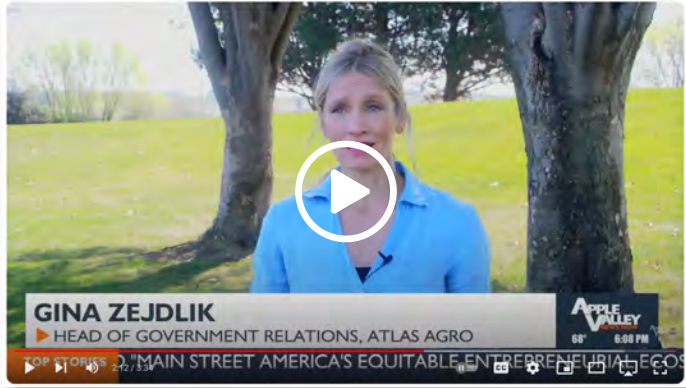 GINA ZEJDLIK
HEAD OF GOVERNMENT RELATIONS, ATLAS AGRO
APPLE VALLEY
NEWS NOW
68° 6:08 PM
TOP STORIES "MAIN STREET AMERICA'S EQUITABLE ENTREPRENEURIAL ECOS
2:12 / 3:34
CC